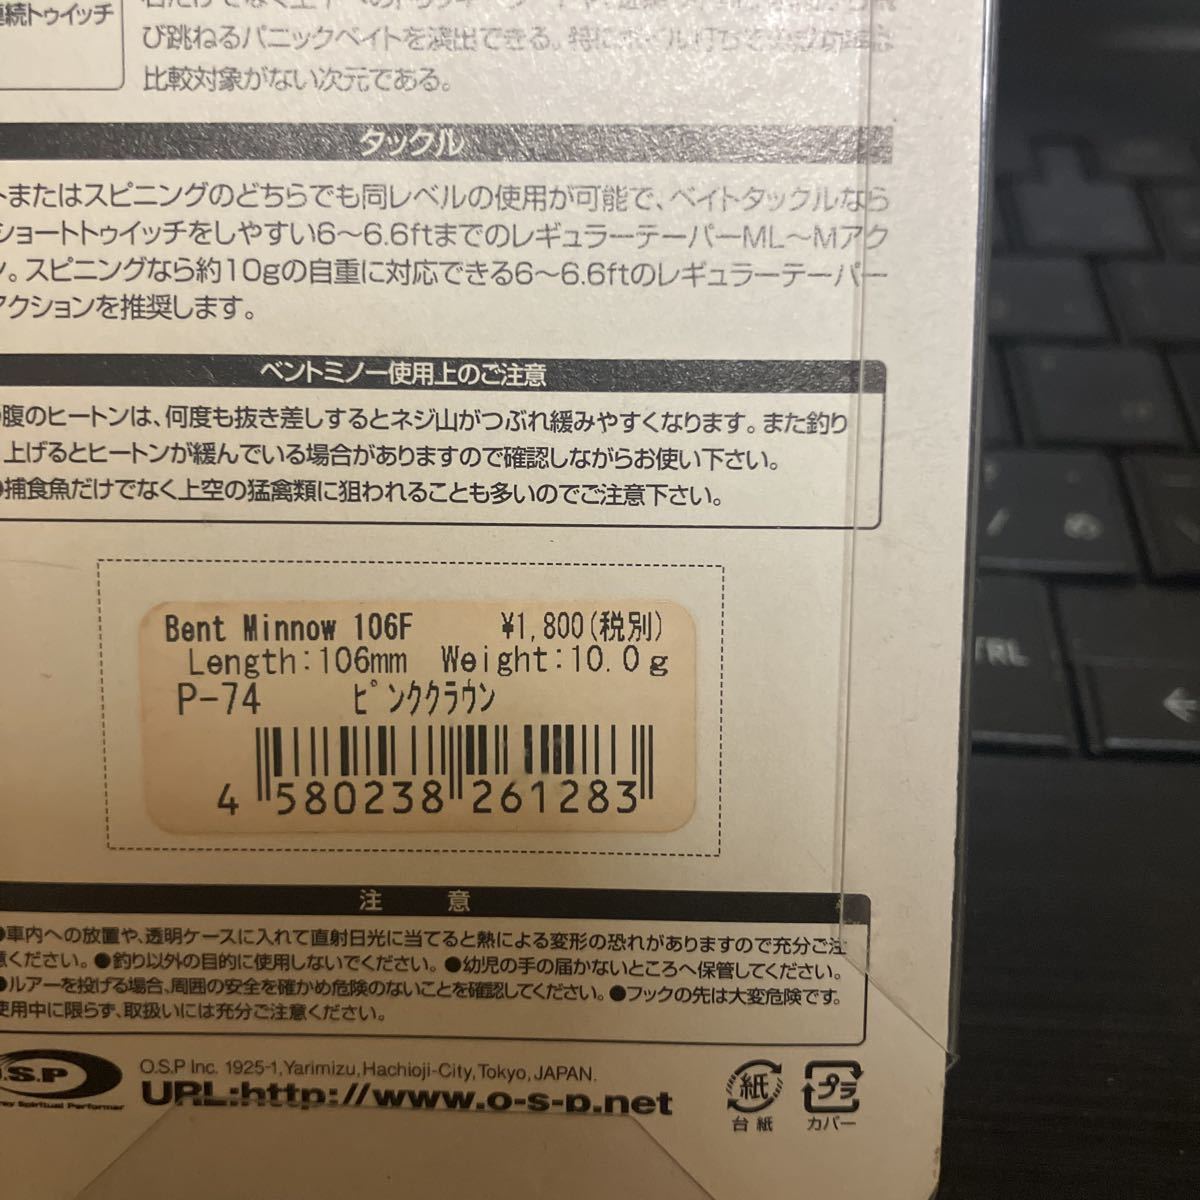 続トゥイッチ
び跳ねるパニックベイトを演出できる。特に
比較対象がない次元である。
タックル
トまたはスピニングのどちらでも同レベルの使用が可能で、ベイトタックルなら
ショートトゥイッチをしやすい6〜6.6ftまでのレギュラーテーパーML〜Mアク
ン。スピニングなら約10gの自重に対応できる6〜6.6ftのレギュラーテーパー
アクションを推奨します。
ベントミノー使用上のご注意
●腹のヒートンは、何度も抜き差しするとネジ山がつぶれ緩みやすくなります。また釣り
上げるとヒートンが緩んでいる場合がありますので確認しながらお使い下さい。
●捕食魚だけでなく上空の猛禽類に狙われることも多いのでご注意下さい。
Bent Minnow 106F ¥1,800(税別)
Length:106mm Weight:10.0g
P-74 ピンククラウン
4 580238 261283
注 意
●車内への放置や、透明ケースに入れて直射日光に当てると熱による変形の恐れがありますので充分ご注
意ください。●釣り以外の目的に使用しないでください。●幼児の手の届かないところへ保管してください。
●ルアーを投げる場合、周囲の安全を確かめ危険のないことを確認してください。●フックの先は大変危険です。
使用中に限らず、取扱いには充分ご注意ください。
O.S.P Inc. 1925-1,Yarimizu,Hachioji-City,Tokyo,JAPAN.
URL:http://www.o-s-p.net
.S.P
Spiritual Performer
紙
台紙
プラ
カバー
TRL
め